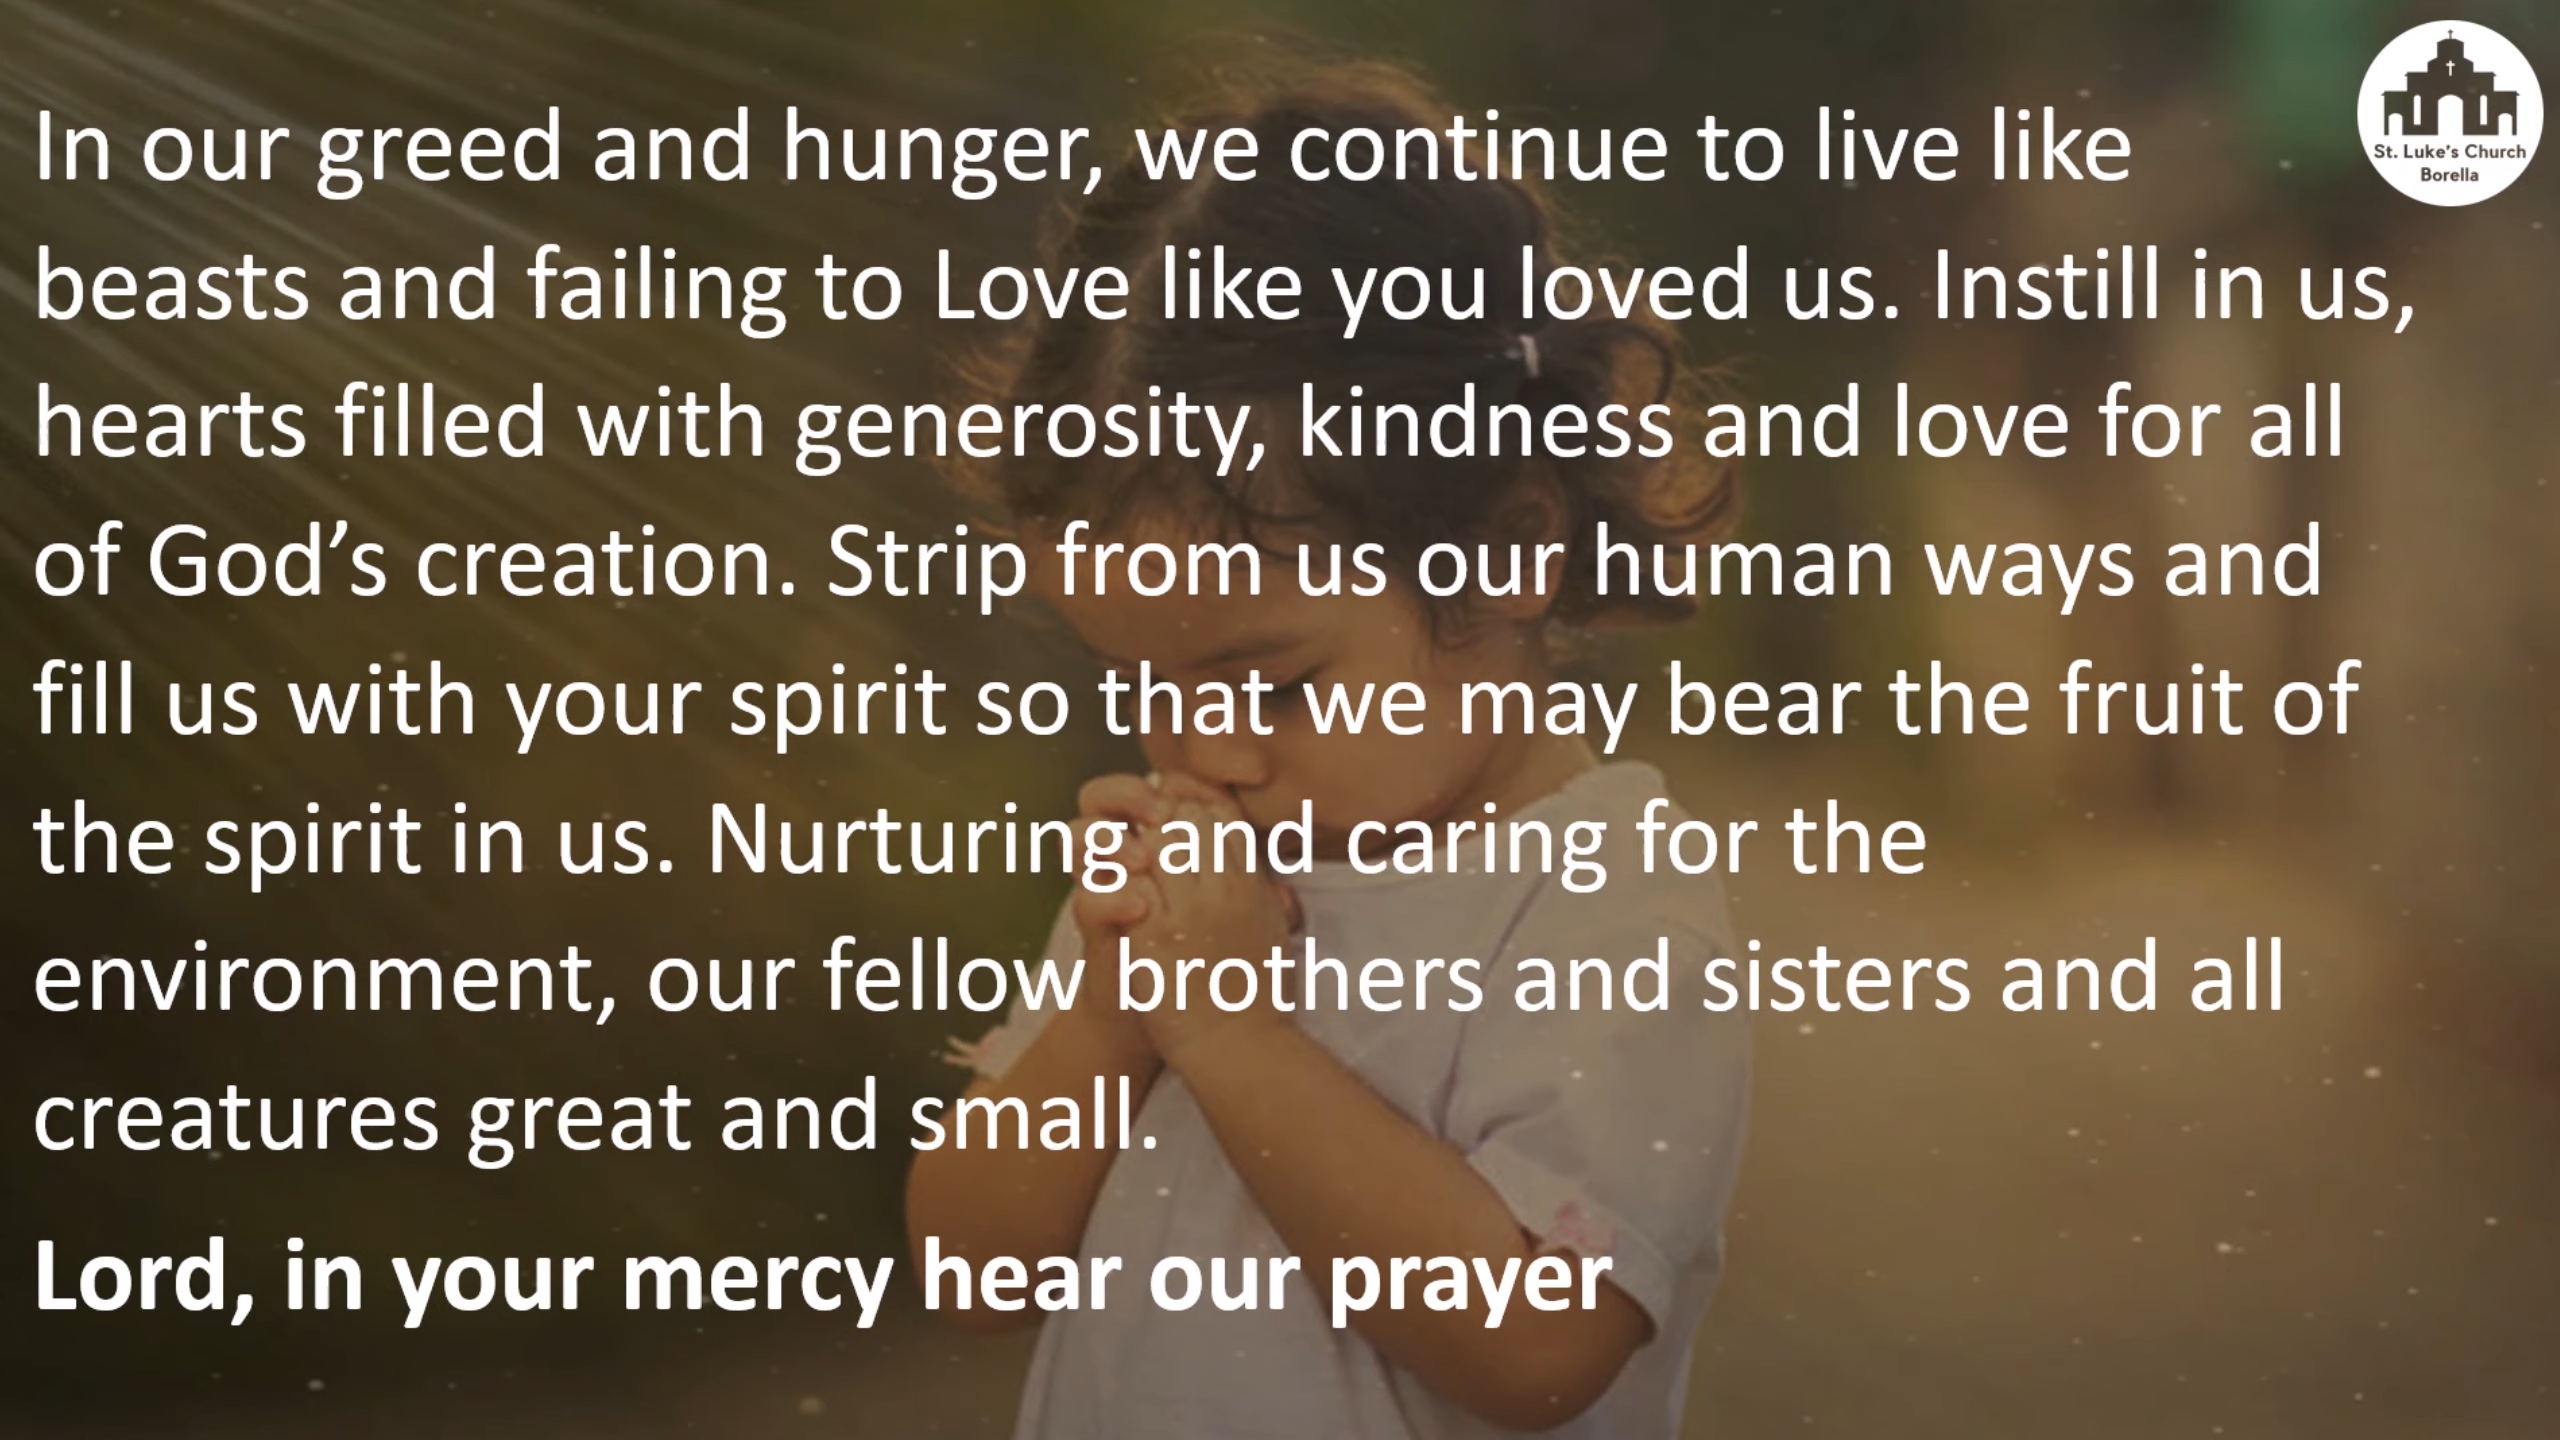 In our greed and hunger, we continue to live like
beasts and failing to Love like you loved us. Instill in us,
hearts filled with generosity, kindness and love for all
of God’s creation. Strip from us our human ways and
fill us with your spirit so that we may bear the fruit of
the spirit in us. Nurturing and caring for the
environment, our fellow brothers and sisters and all
creatures great and small.
Lord, in your mercy hear our prayer
St. Luke’s Church
Borella